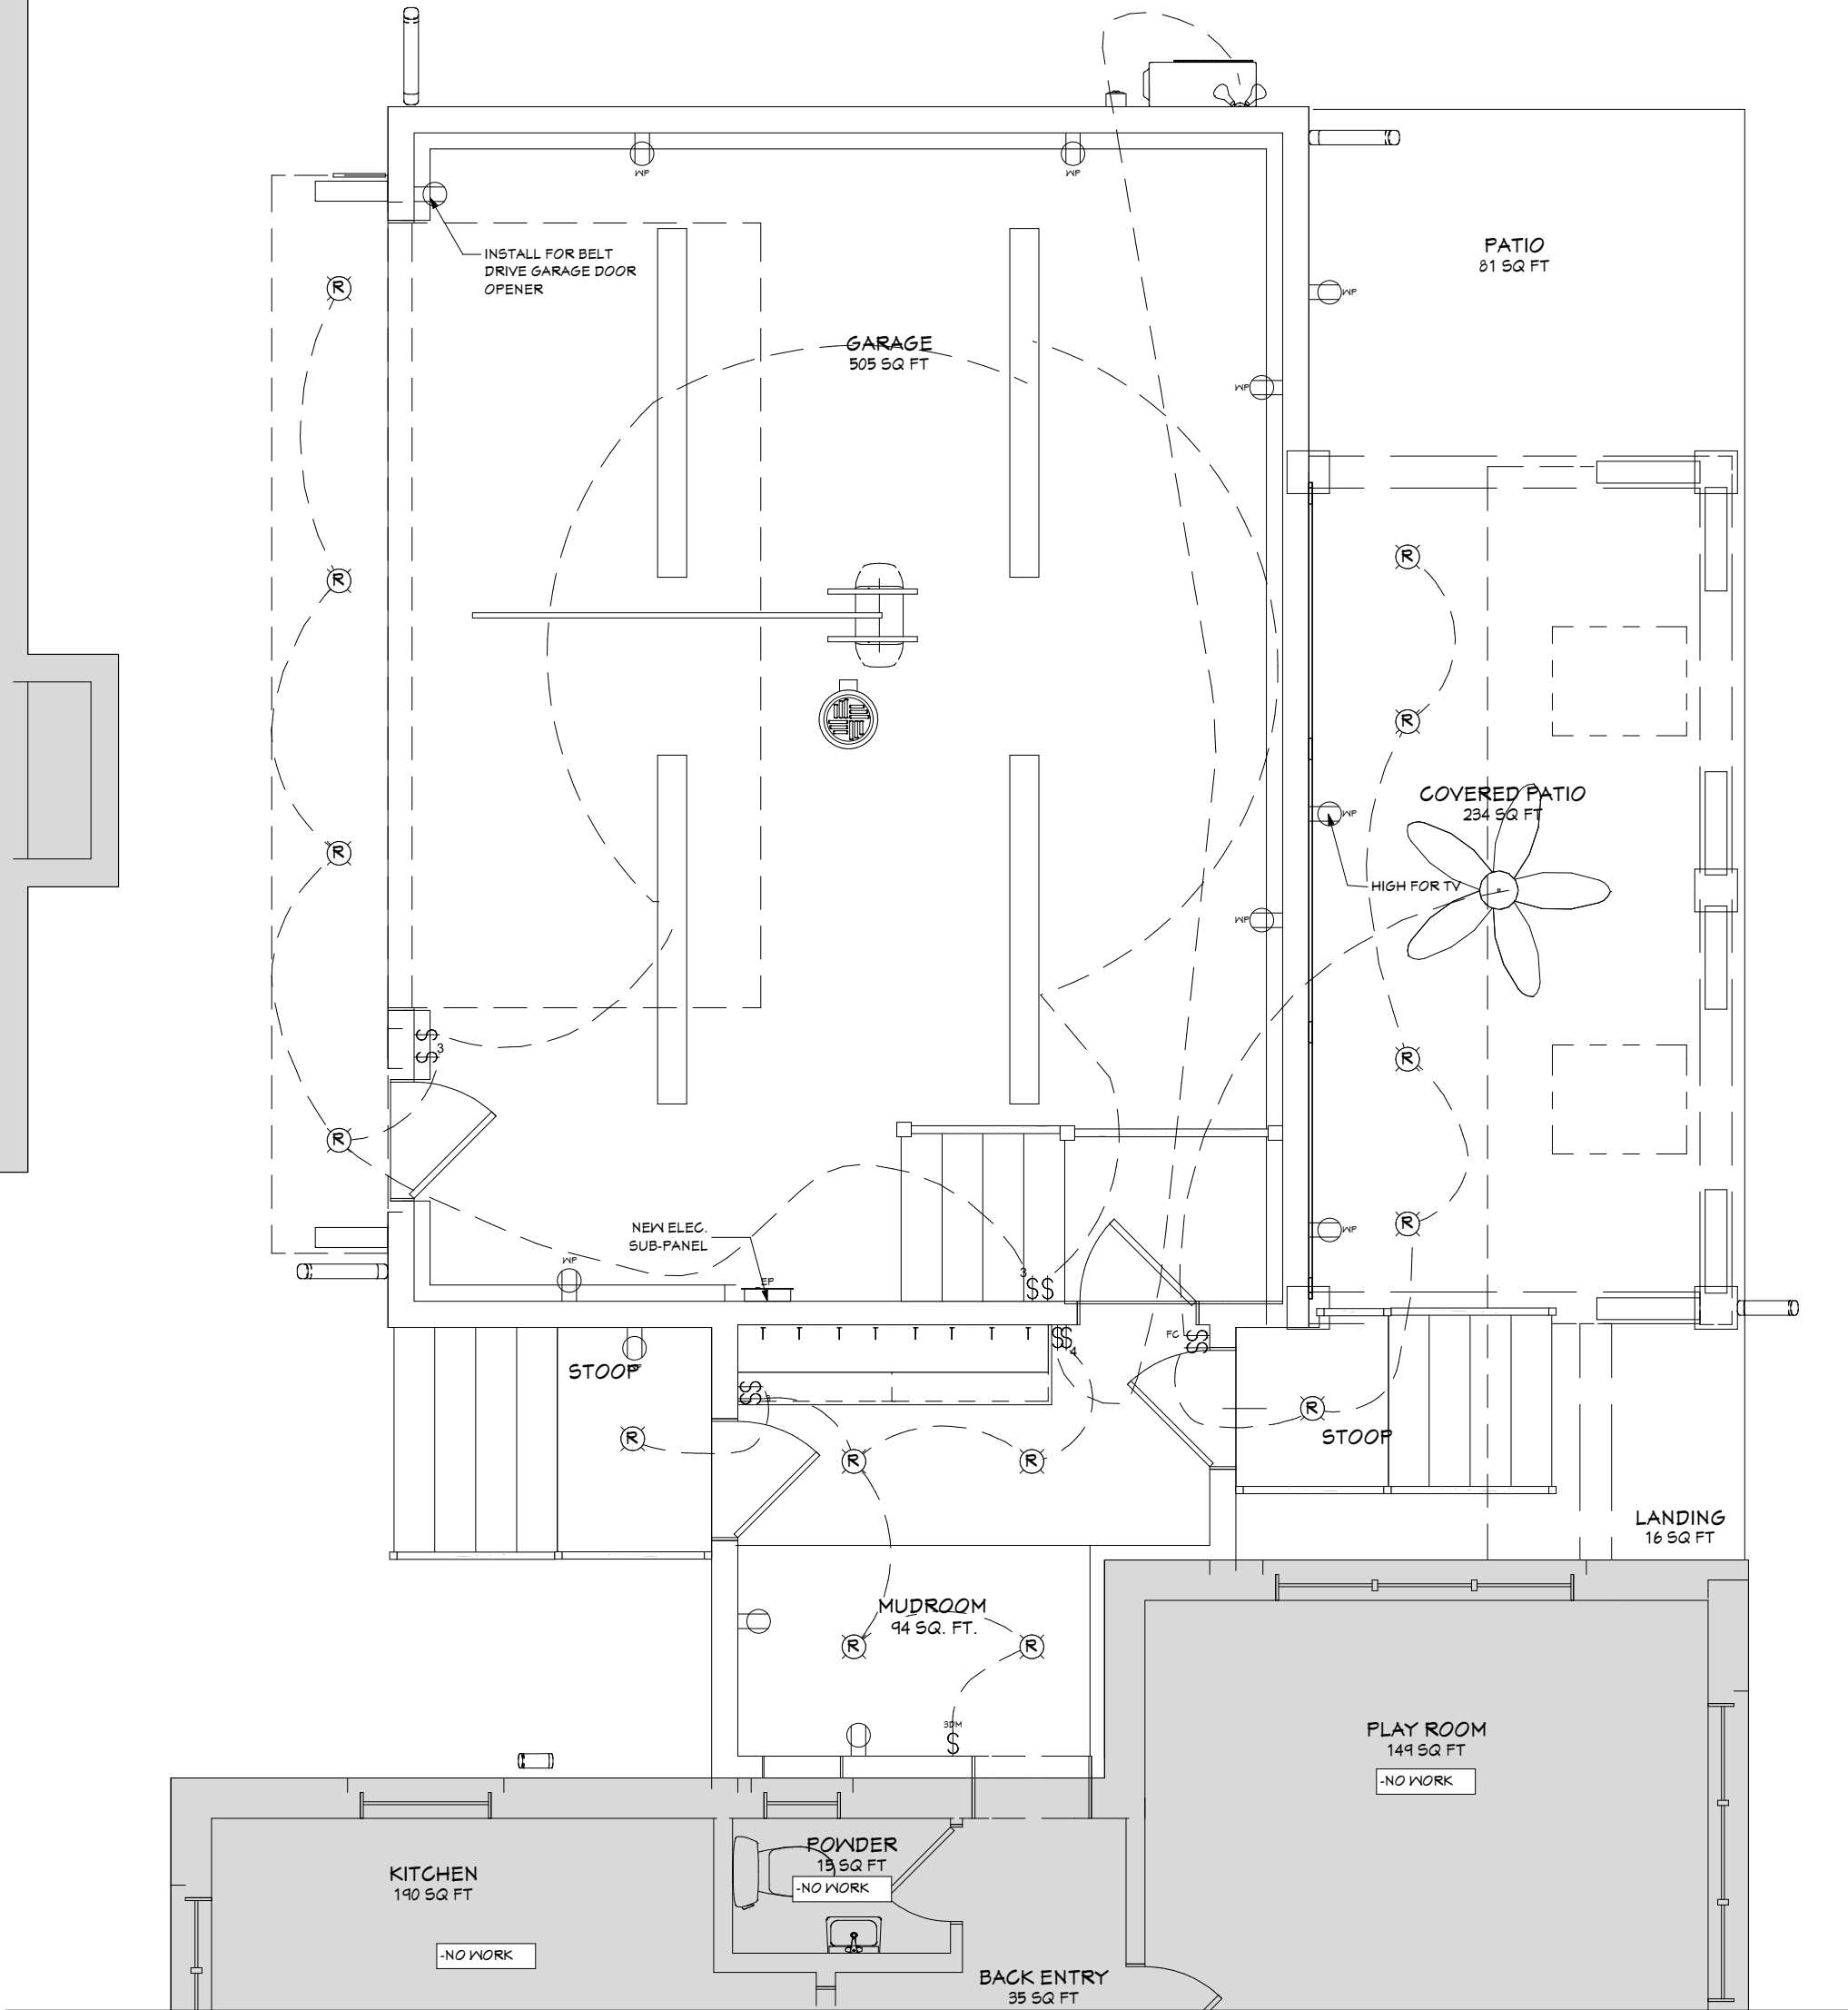 WP
WP
INSTALL FOR BELT
DRIVE GARAGE DOOR
OPENER
PATIO
81 SQ FT
R
WP
GARAGE
505 SQ FT
WP
R
R
R
COVERED PATIO
234 SQ FT
WP
R
HIGH FOR TV
WP
$
$
3
R
R
NEW ELEC.
SUB-PANEL
R
WP
WP
EP
3
$$
FC
$$
$$
4
STOOP
$$
R
R
STOOP
R
R
LANDING
16 SQ FT
MUDROOM
94 SQ. FT.
R
R
3DM
$
PLAY ROOM
149 SQ FT
-NO WORK
POWDER
15 SQ FT
-NO WORK
KITCHEN
190 SQ FT
-NO WORK
BACK ENTRY
35 SQ FT